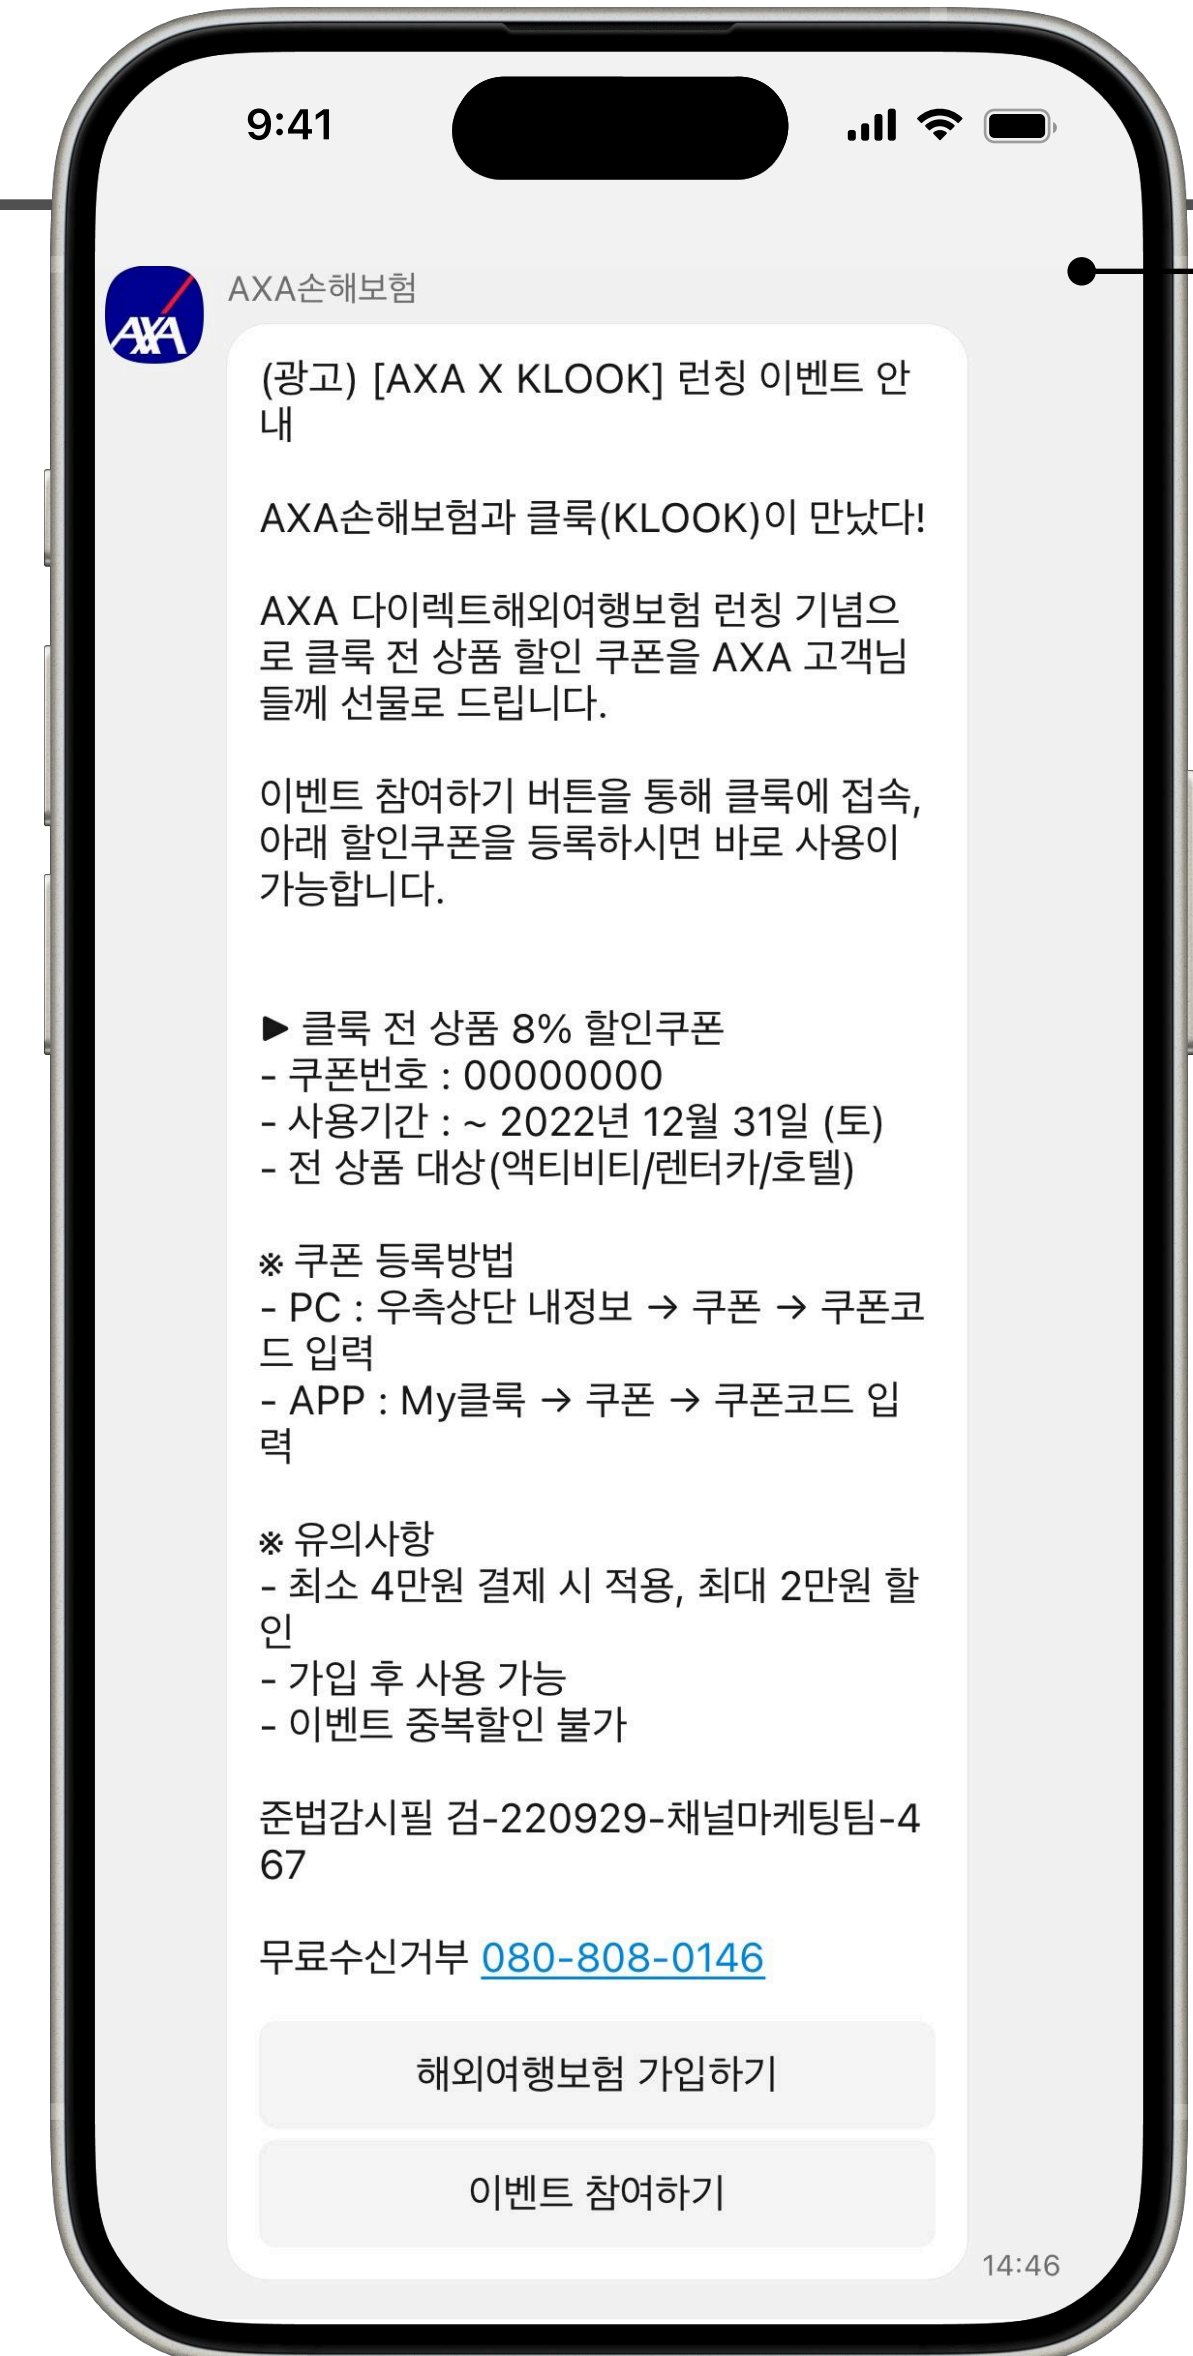 9:41
AXA
AXA손해보험
(광고) [AXA X KLOOK] 런칭 이벤트 안
내
AXA손해보험과 클룩(KLOOK)이 만났다!
AXA 다이렉트해외여행보험 런칭 기념으
로 클룩 전 상품 할인 쿠폰을 AXA 고객님
들께 선물로 드립니다.
이벤트 참여하기 버튼을 통해 클룩에 접속,
아래 할인쿠폰을 등록하시면 바로 사용이
가능합니다.
▶ 클룩 전 상품 8% 할인쿠폰
- 쿠폰번호 : 00000000
- 사용기간 : ~ 2022년 12월 31일 (토)
- 전 상품 대상(액티비티/렌터카/호텔)
※ 쿠폰 등록방법
- PC : 우측상단 내정보 → 쿠폰 → 쿠폰코
드 입력
- APP : My클룩 → 쿠폰 → 쿠폰코드 입
력
※ 유의사항
- 최소 4만원 결제 시 적용, 최대 2만원 할
인
- 가입 후 사용 가능
- 이벤트 중복할인 불가
준법감시필 검-220929-채널마케팅팀-4
67
무료수신거부 080-808-0146
해외여행보험 가입하기
이벤트 참여하기
14:46